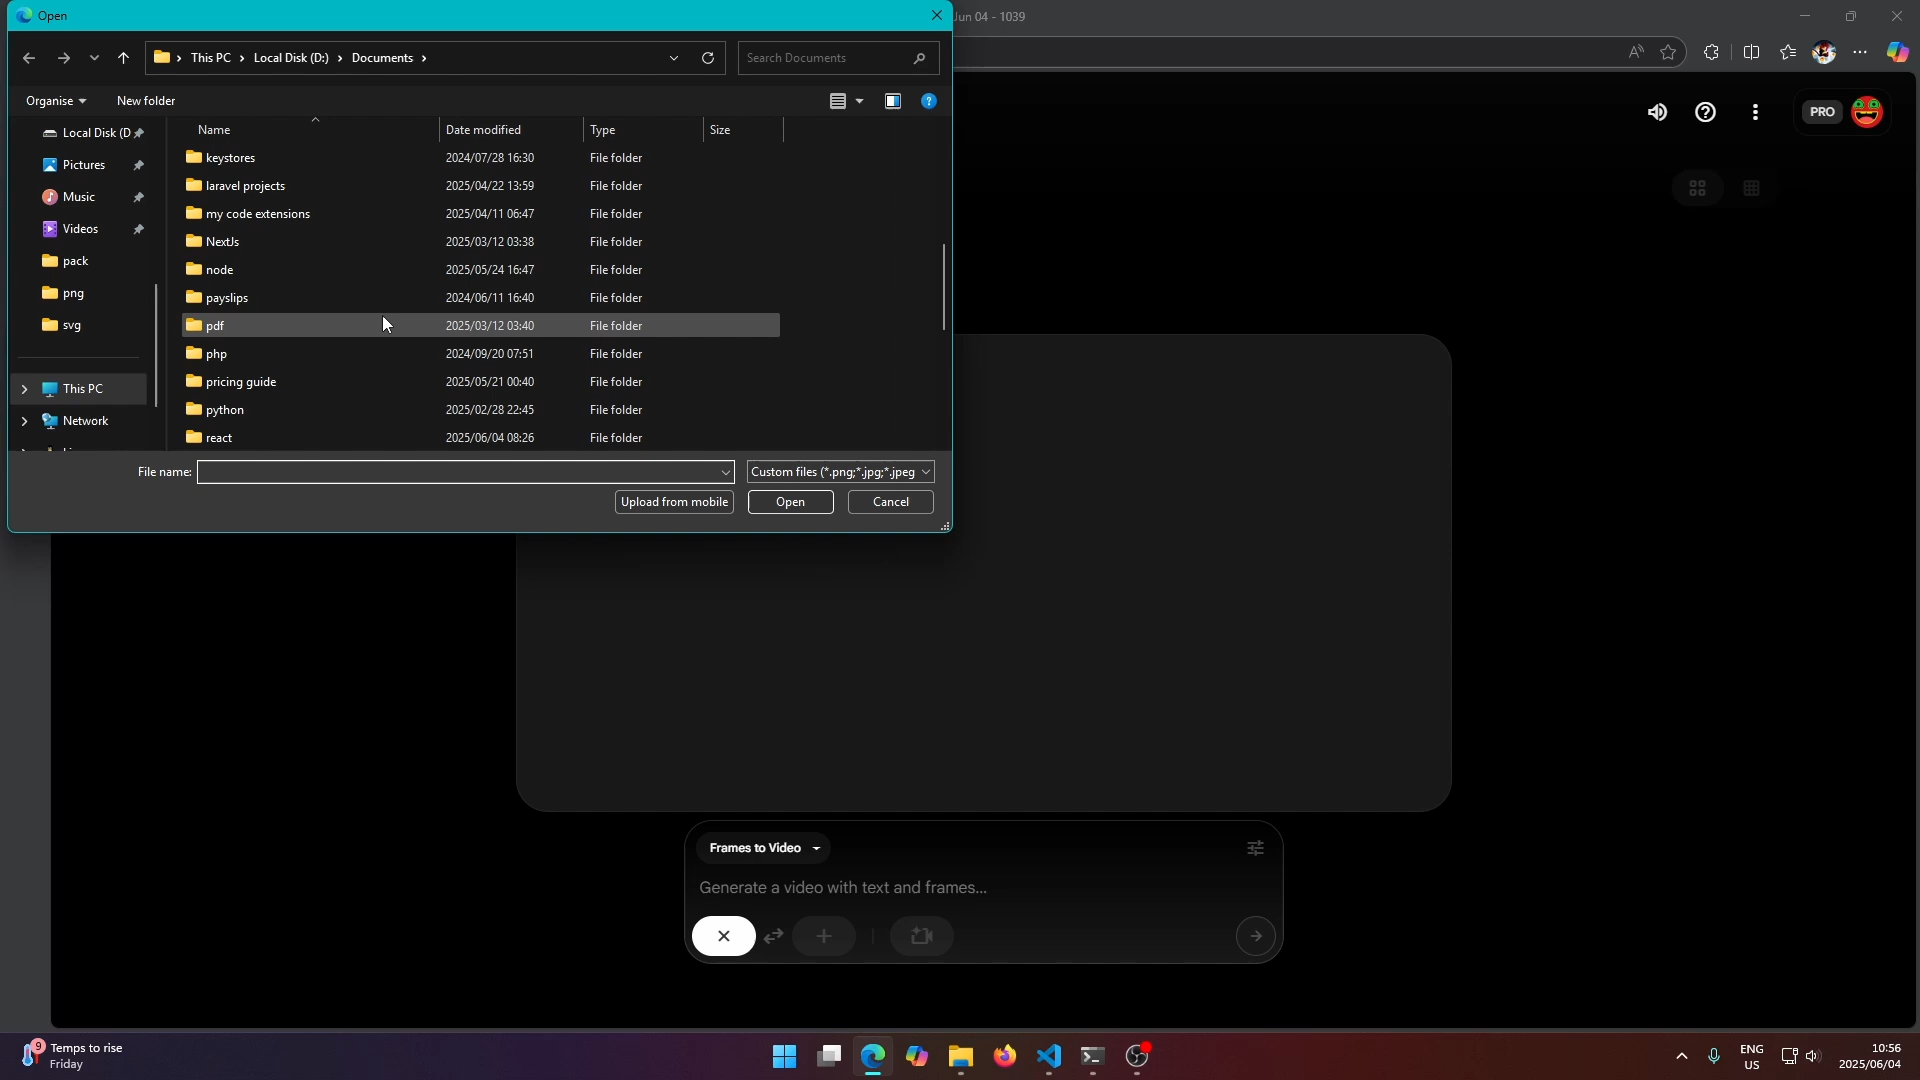 Open
Jun 04 - 1039
This PC
Local Disk (D:)
Documents
Search Documents
Organise
New folder
PRO
Local Disk (D
Pictures
Music
Videos
pack
png
svg
This PC
Network
Name
Date modified
Type
Size
keystores 2024/07/28 16:30 File folder
laravel projects 2025/04/22 13:59 File folder
my code extensions 2025/04/11 06:47 File folder
NextJs 2025/03/12 03:38 File folder
node 2025/05/24 16:47 File folder
payslips 2024/06/11 16:40 File folder
pdf 2025/03/12 03:40 File folder
php 2024/09/20 07:51 File folder
pricing guide 2025/05/21 00:40 File folder
python 2025/02/28 22:45 File folder
react 2025/06/04 08:26 File folder
File name:
Custom files (*.png;*.jpg;*.jpeg
Upload from mobile
Open
Cancel
Frames to Video
Generate a video with text and frames...
9
Temps to rise
Friday
ENG
US
10:56
2025/06/04